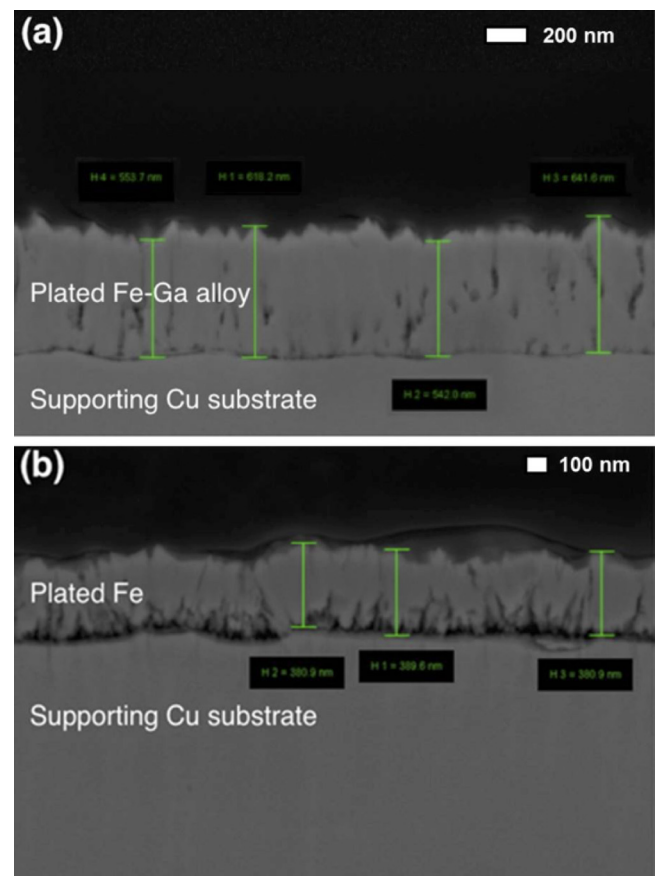 (a)
200 nm
H 4 = 553.7 nm
H 1 = 618.2 nm
H 3 = 641.6 nm
Plated Fe-Ga alloy
Supporting Cu substrate
H 2 = 542.0 nm
(b)
100 nm
Plated Fe
H 2 = 380.9 nm
H 1 = 389.6 nm
H 3 = 380.9 nm
Supporting Cu substrate